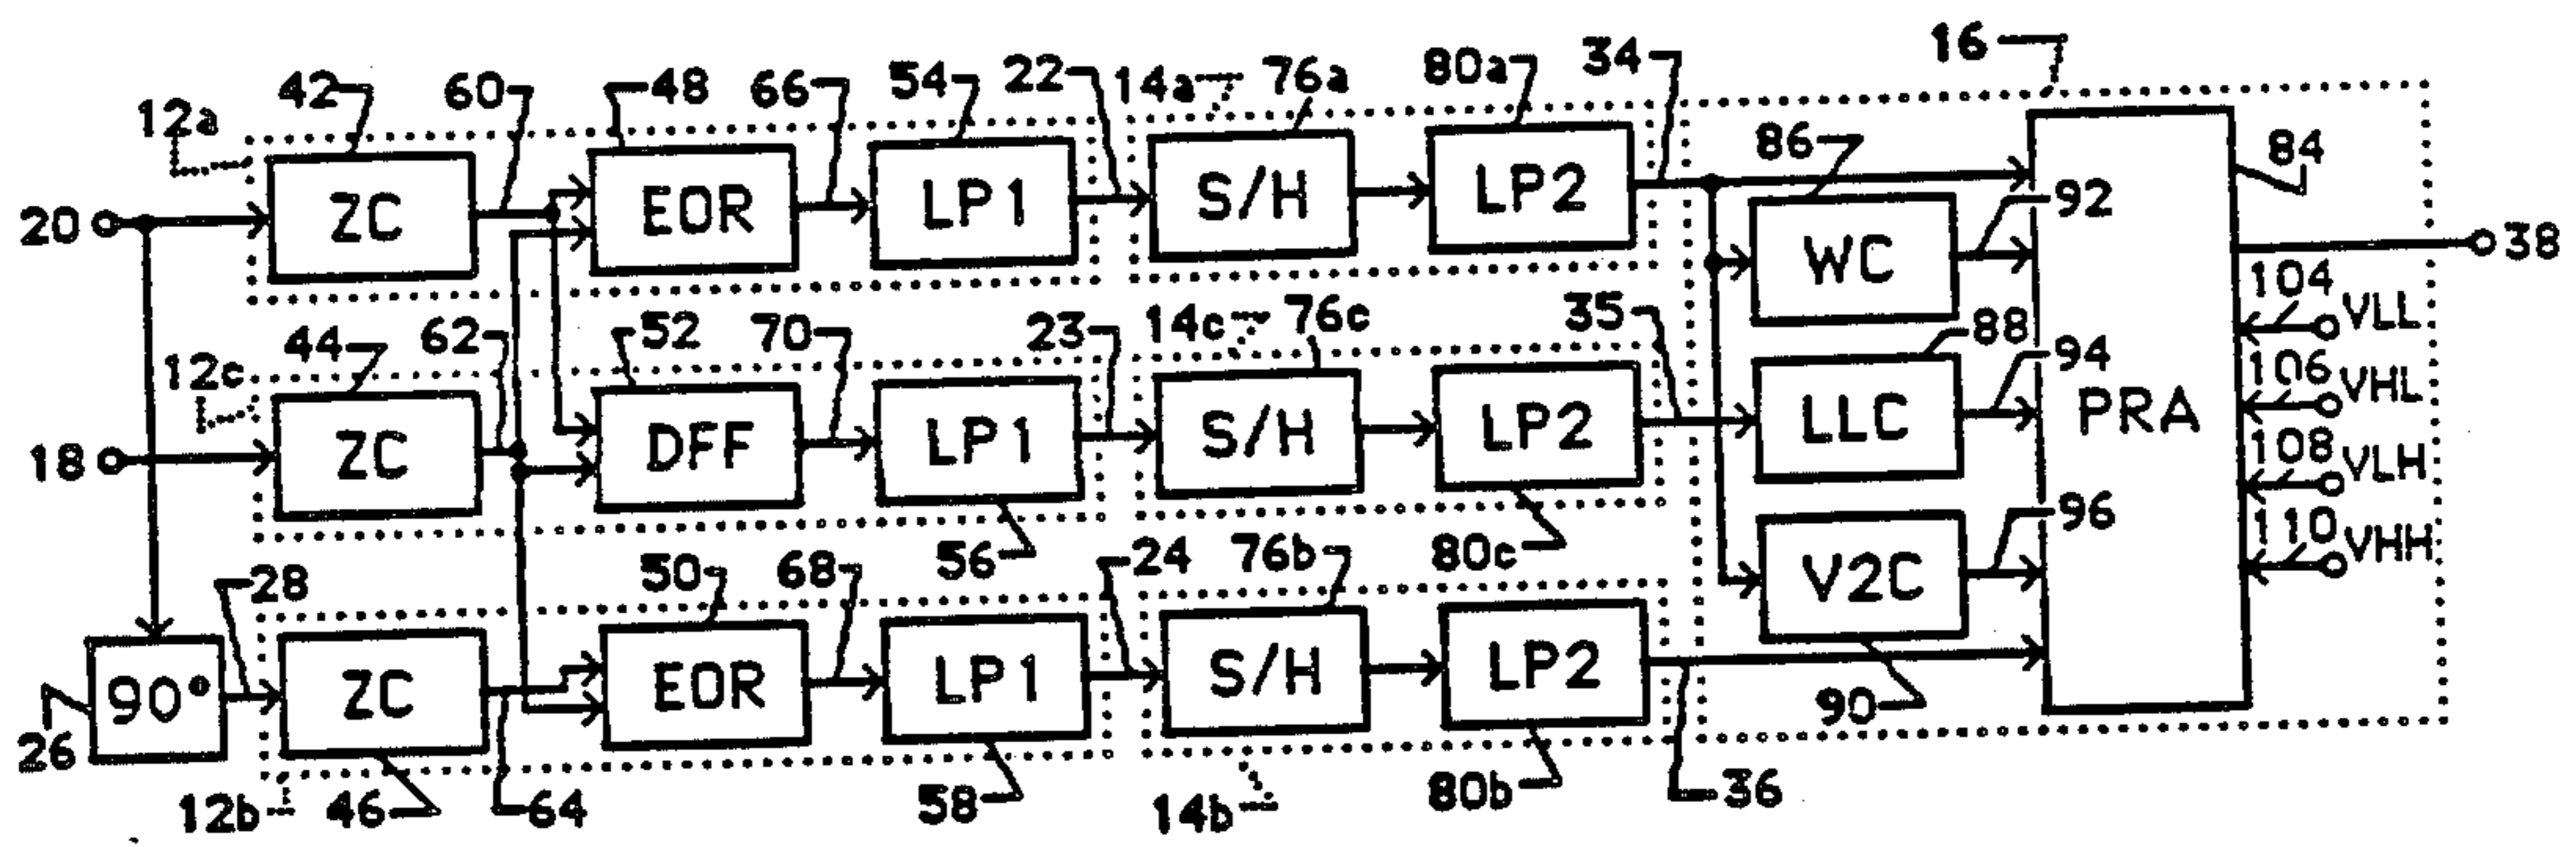 16
42 60 48 66 54 22 14a 76a 80a 34
12a
86 84
20 ZC EOR LP1 S/H LP2 92
WC 38
104 VLL
44 62 52 70 23 14c 76c 35 88
12c 94 106 VHL
18 ZC DFF LP1 S/H LP2 LLC PRA
108 VLH
56 80c 96
28 50 68 24 76b 110 VHH
V2C
26 90° ZC EOR LP1 S/H LP2
90
12b 46 64 58 14b 80b 36